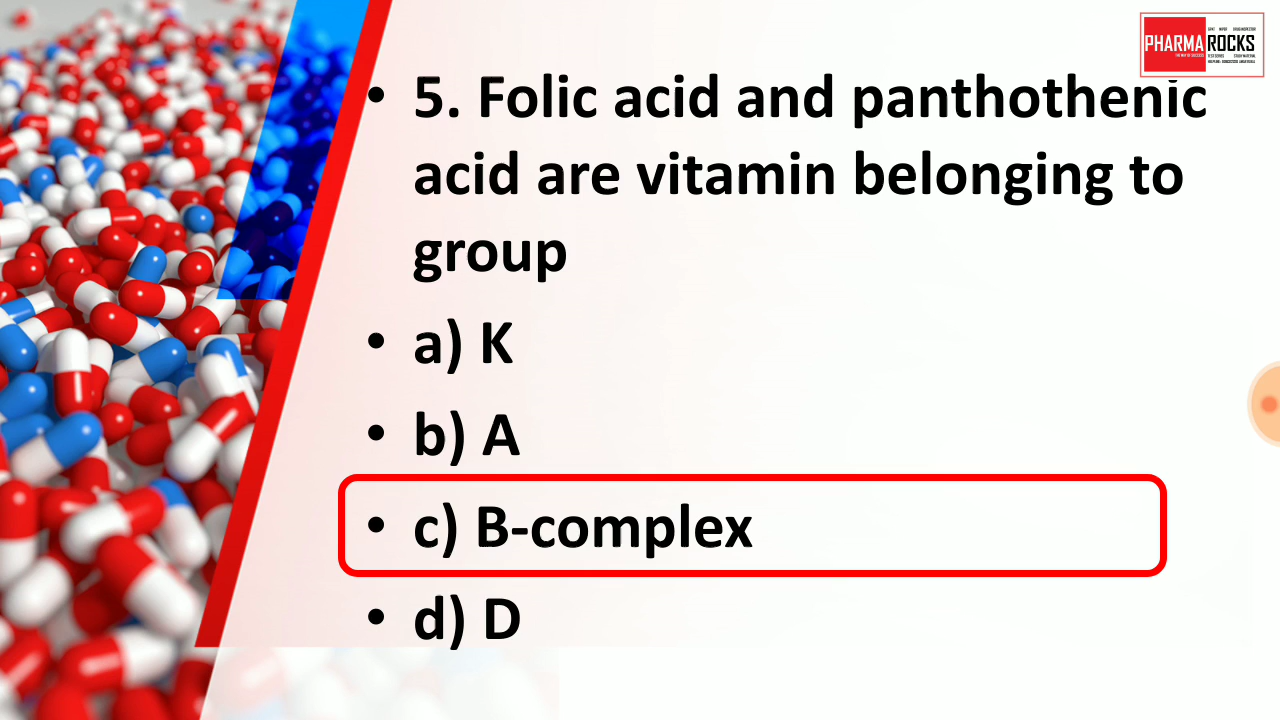 PHARMA ROCKS
• 5. Folic acid and panthothenic
acid are vitamin belonging to
group
• a) K
• b) A
• c) B-complex
• d) D